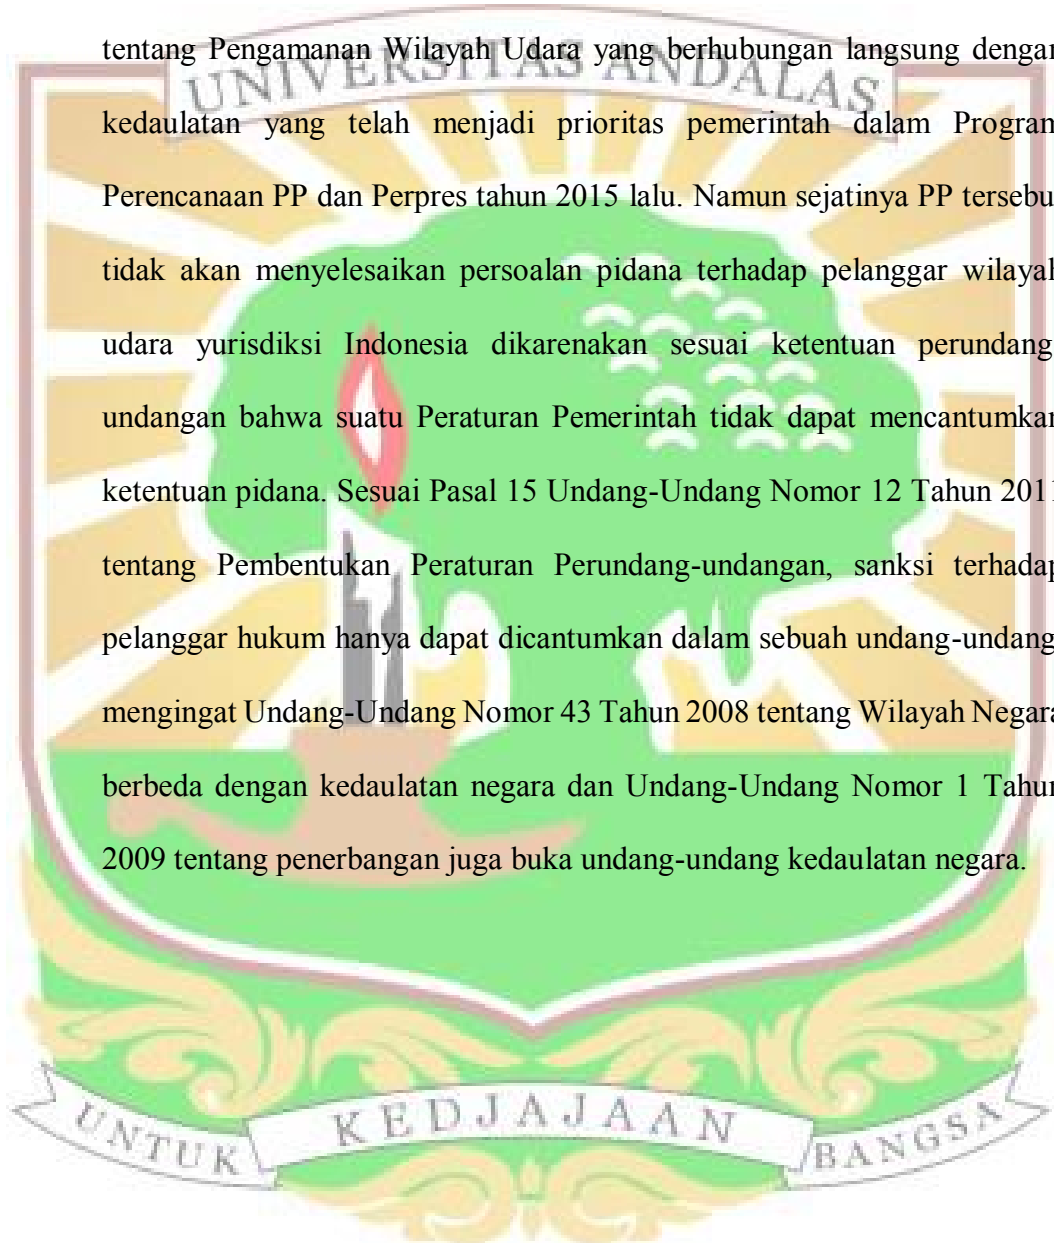 tentang Pengamanan Wilayah Udara yang berhubungan langsung dengan
UNIVERSITAS ANDALAS
kedaulatan yang telah menjadi prioritas pemerintah dalam Program
Perencanaan PP dan Perpres tahun 2015 lalu. Namun sejatinya PP tersebu
tidak akan menyelesaikan persoalan pidana terhadap pelanggar wilayah
udara yurisdiksi Indonesia dikarenakan sesuai ketentuan perundang-
undangan bahwa suatu Peraturan Pemerintah tidak dapat mencantumkan
ketentuan pidana. Sesuai Pasal 15 Undang-Undang Nomor 12 Tahun 2011
tentang Pembentukan Peraturan Perundang-undangan, sanksi terhadap
pelanggar hukum hanya dapat dicantumkan dalam sebuah undang-undang
mengingat Undang-Undang Nomor 43 Tahun 2008 tentang Wilayah Negara
berbeda dengan kedaulatan negara dan Undang-Undang Nomor 1 Tahun
2009 tentang penerbangan juga buka undang-undang kedaulatan negara.
UNTUK KEDJAJAAN BANGSA